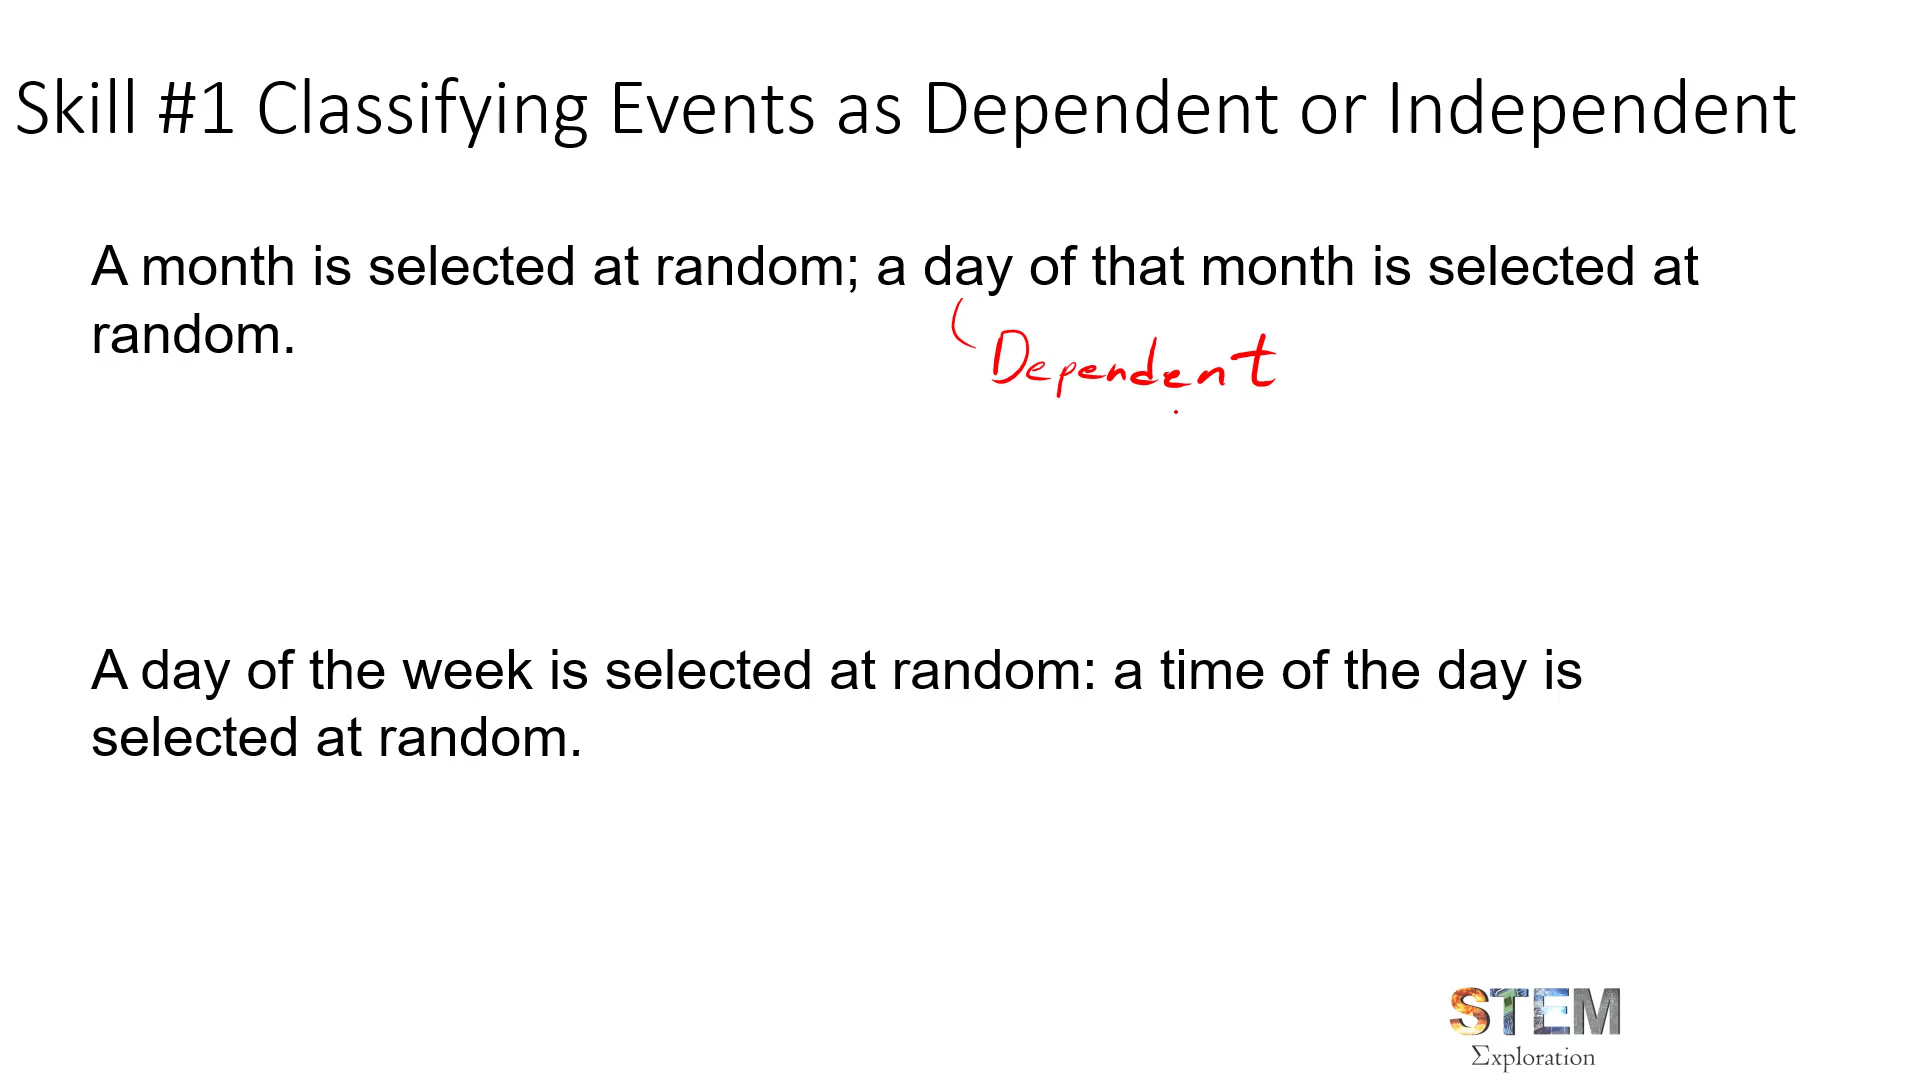 Skill #1 Classifying Events as Dependent or Independent
A month is selected at random; a day of that month is selected at
random.
Dependent
A day of the week is selected at random: a time of the day is
selected at random.
STEM
Σxploration